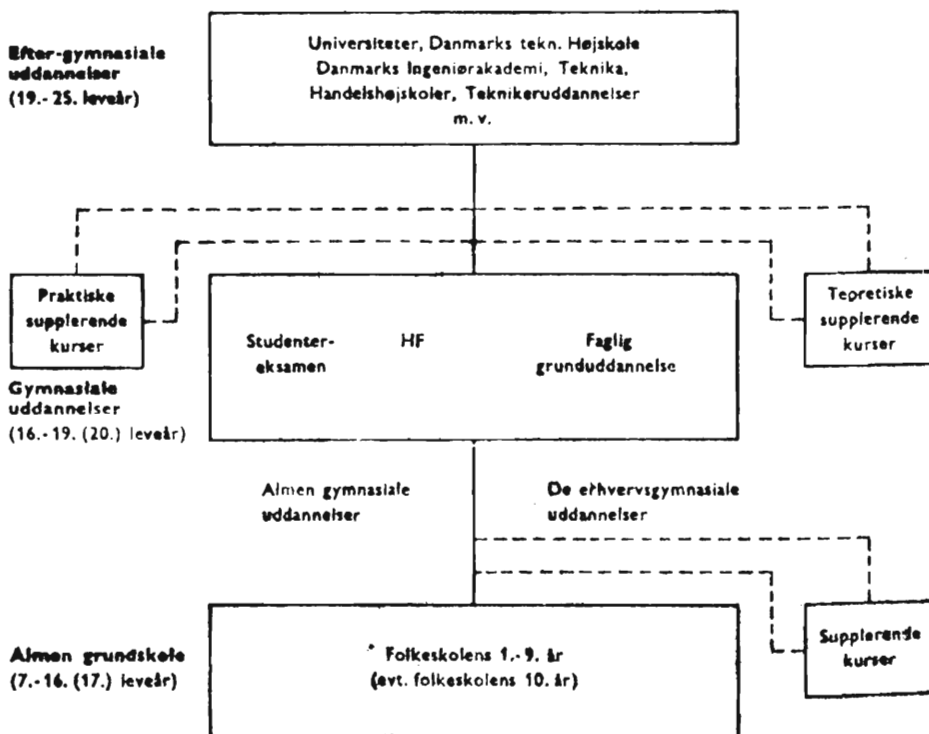 Efter-gymnasiale
uddannelser
(19.- 25. leveår)
Universiteter, Danmarks tekn. Højskole
Danmarks Ingeniørakademi, Teknika,
Handelshøjskoler, Teknikeruddannelser
m. v.
Praktiske
supplerende
kurser
Gymnasiale
uddannelser
(16.- 19. (20.) leveår)
Studenter-
eksamen
HF
Faglig
grunduddannelse
Teoretiske
supplerende
kurser
Almen gymnasiale
uddannelser
De erhvervsgymnasiale
uddannelser
Almen grundskole
(7.- 16. (17.) leveår)
* Folkeskolens 1.- 9. år
(evt. folkeskolens 10. år)
Supplerende
kurser